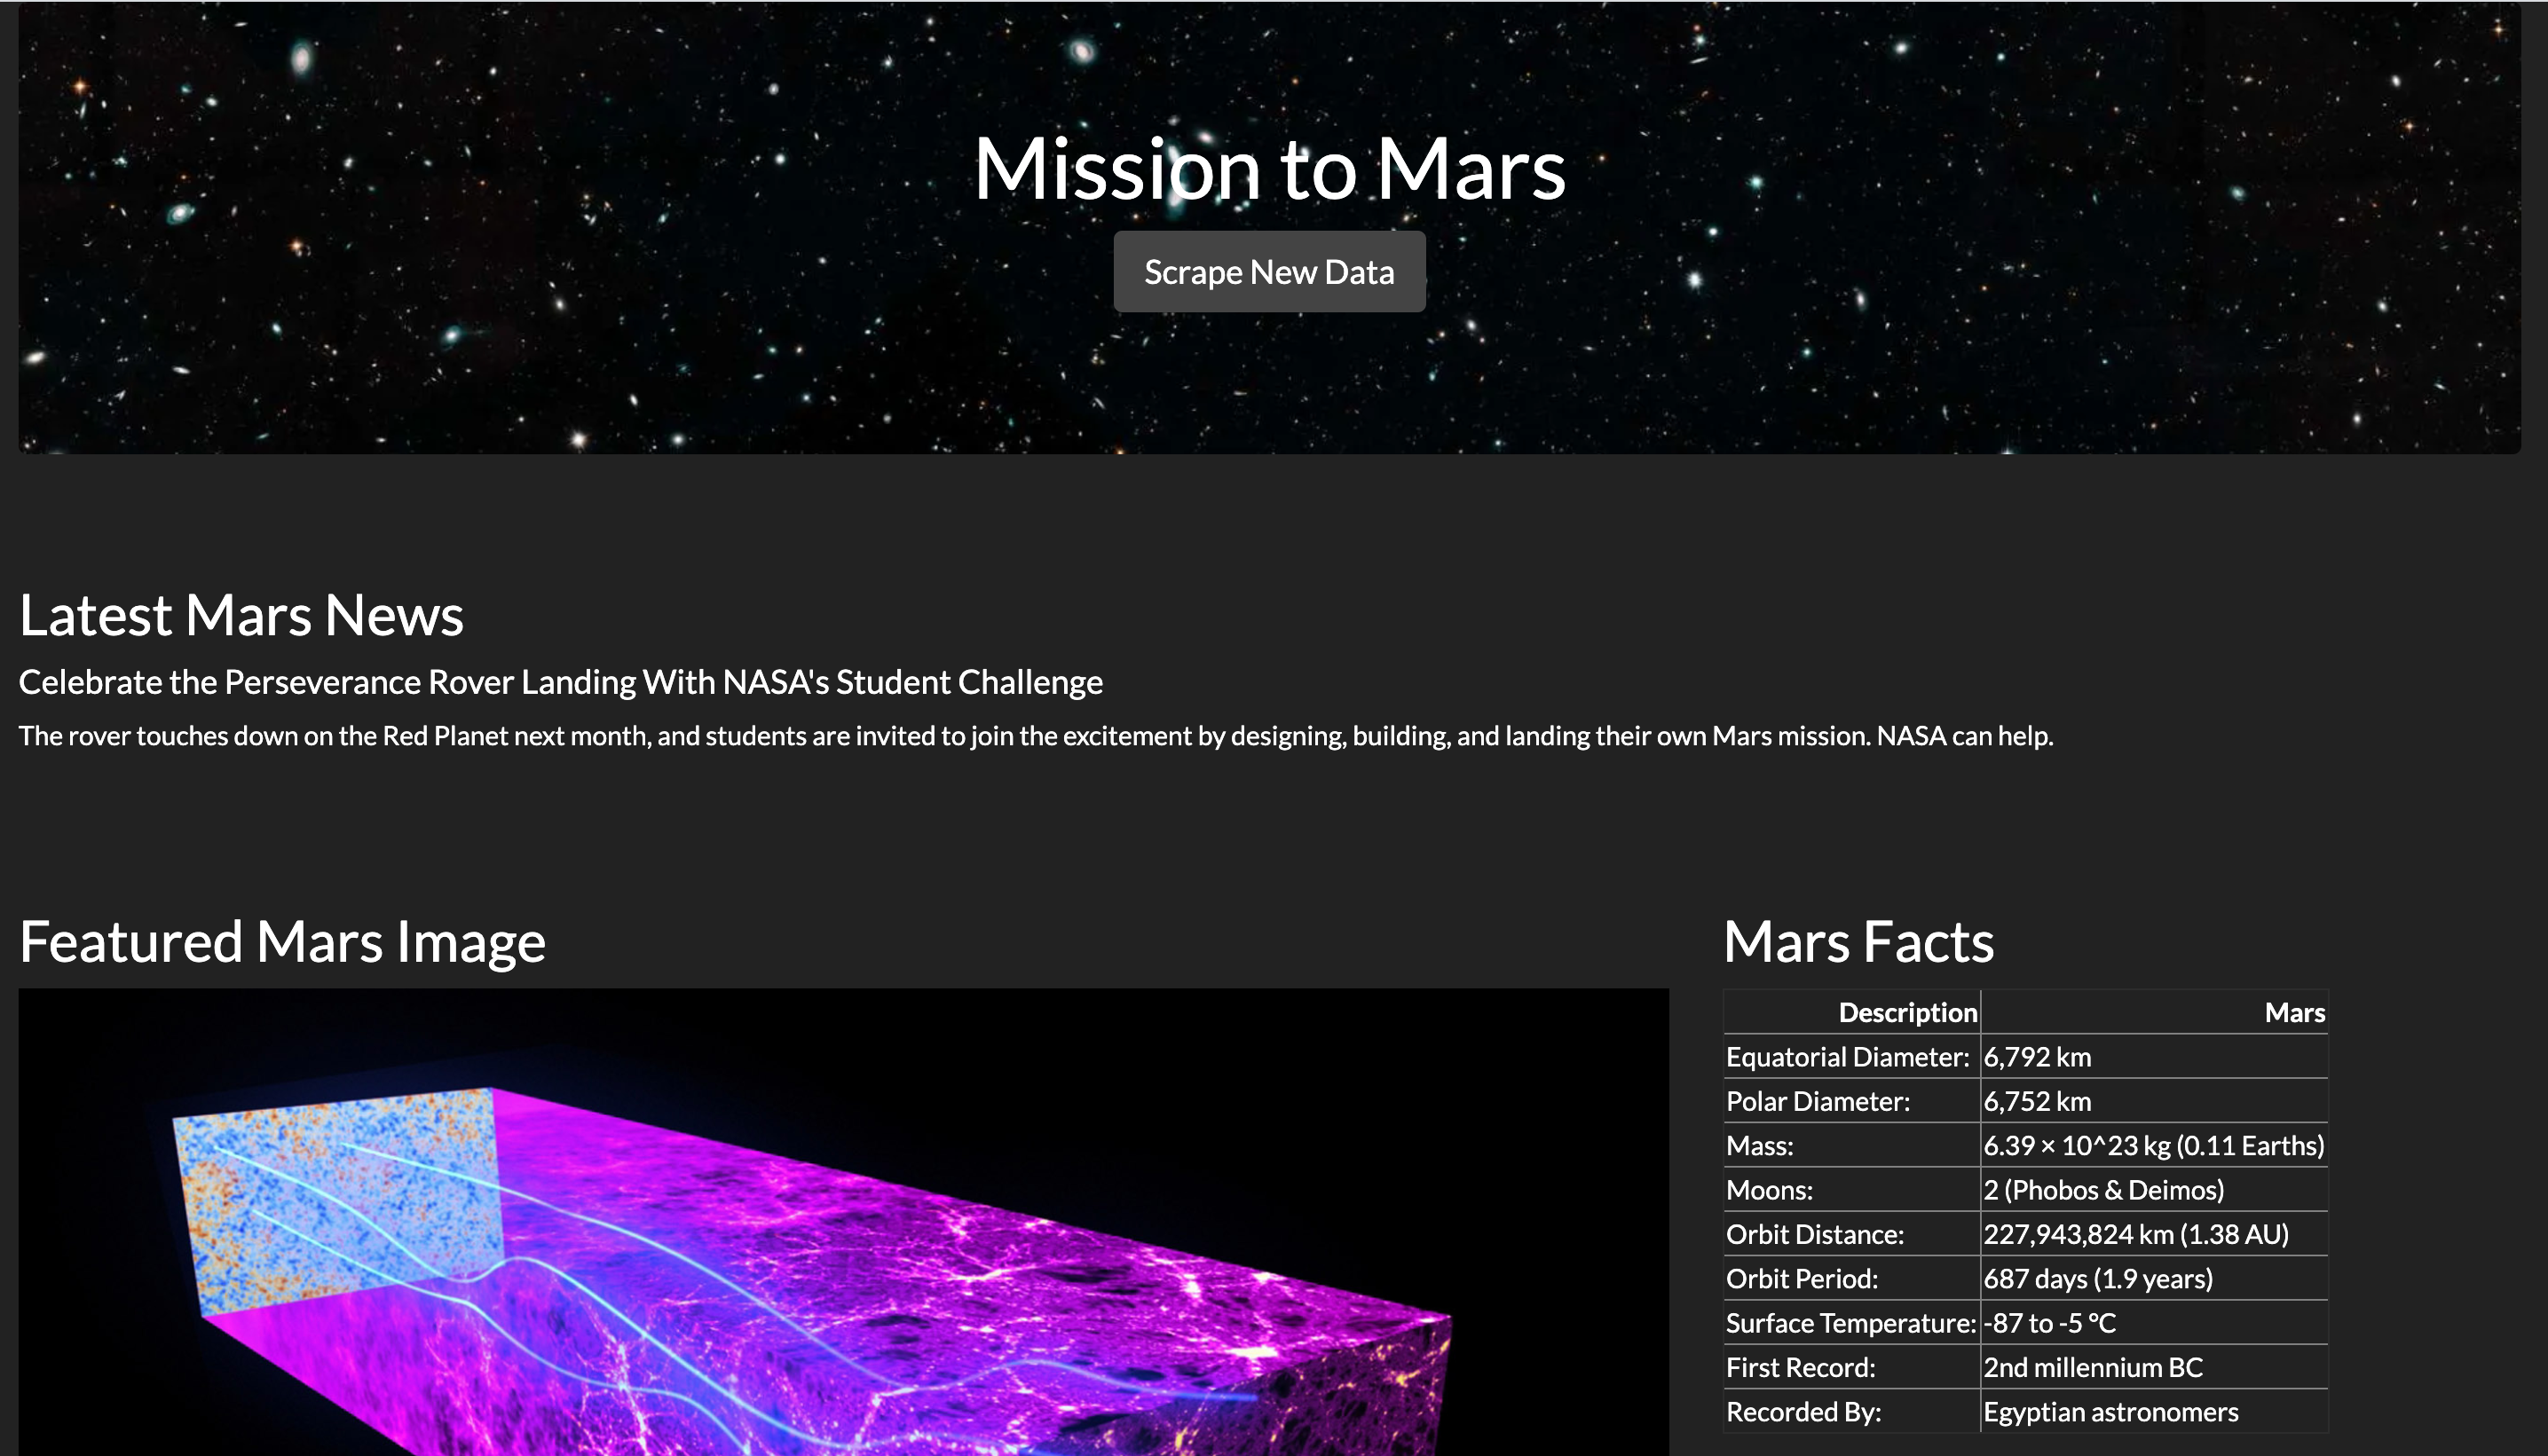 Mission to Mars
Scrape New Data
Latest Mars News
Celebrate the Perseverance Rover Landing With NASA's Student Challenge
The rover touches down on the Red Planet next month, and students are invited to join the excitement by designing, building, and landing their own Mars mission. NASA can help.
Featured Mars Image
Mars Facts
Description Mars
Equatorial Diameter: 6,792 km
Polar Diameter: 6,752 km
Mass: 6.39 × 10^23 kg (0.11 Earths)
Moons: 2 (Phobos & Deimos)
Orbit Distance: 227,943,824 km (1.38 AU)
Orbit Period: 687 days (1.9 years)
Surface Temperature: -87 to -5 °C
First Record: 2nd millennium BC
Recorded By: Egyptian astronomers